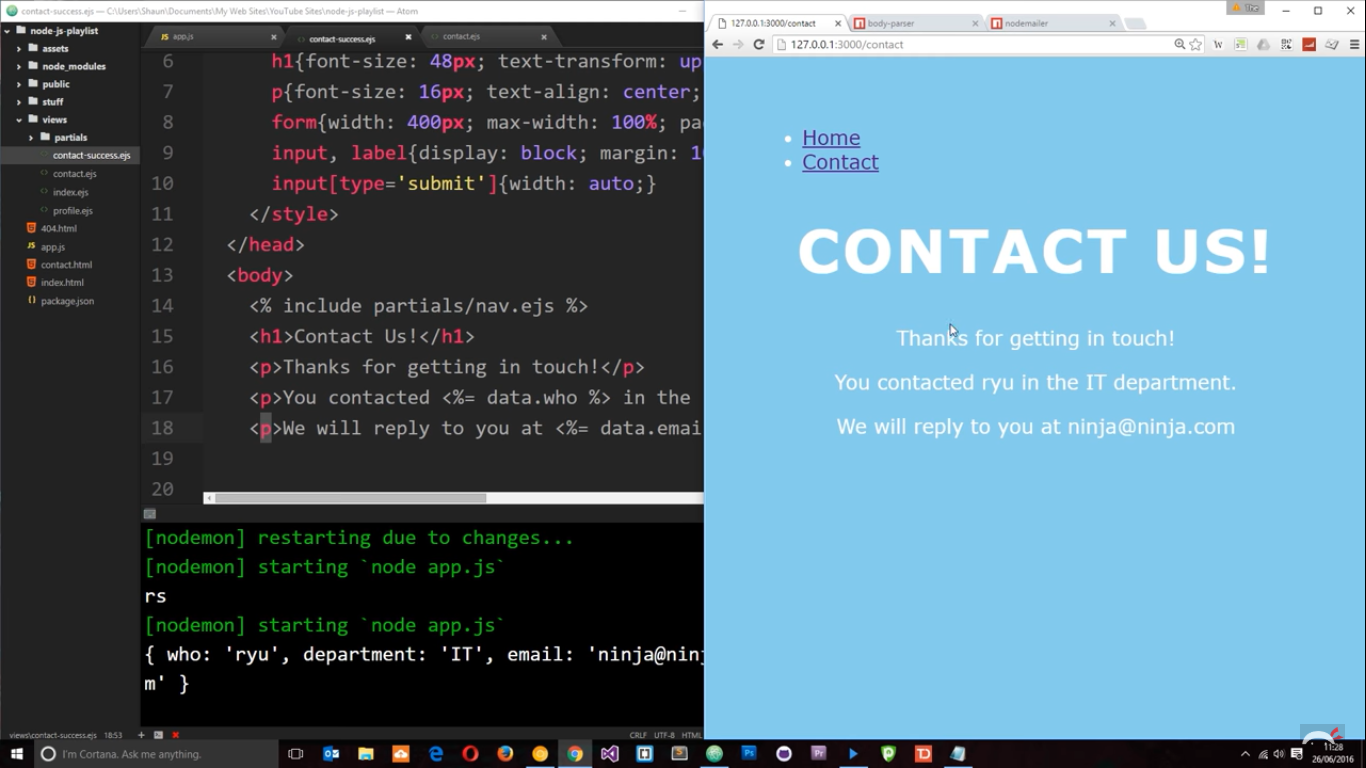 contact-success.ejs — C:\Users\Shaun\Documents\My Web Sites\YouTube Sites\node-js-playlist — Atom
node-js-playlist
assets
node_modules
public
stuff
views
partials
contact-success.ejs
contact.ejs
index.ejs
profile.ejs
404.html
app.js
contact.html
index.html
package.json
app.js
contact-success.ejs
contact.ejs
6 h1{font-size: 48px; text-transform: up
7 p{font-size: 16px; text-align: center;
8 form{width: 400px; max-width: 100%; pa
9 input, label{display: block; margin: 10
10 input[type='submit']{width: auto;}
11 </style>
12 </head>
13 <body>
14 <% include partials/nav.ejs %>
15 <h1>Contact Us!</h1>
16 <p>Thanks for getting in touch!</p>
17 <p>You contacted <%= data.who %> in the
18 <p>We will reply to you at <%= data.emai
19
20
[nodemon] restarting due to changes...
[nodemon] starting `node app.js`
rs
[nodemon] starting `node app.js`
{ who: 'ryu', department: 'IT', email: 'ninja@ninj
m' }
views\contact-success.ejs 18:53
CRLF UTF-8 HTML
The
127.0.0.1:3000/contact
body-parser
nodemailer
127.0.0.1:3000/contact
Home
Contact
CONTACT US!
Thanks for getting in touch!
You contacted ryu in the IT department.
We will reply to you at ninja@ninja.com
I'm Cortana. Ask me anything.
11:28
26/06/2016